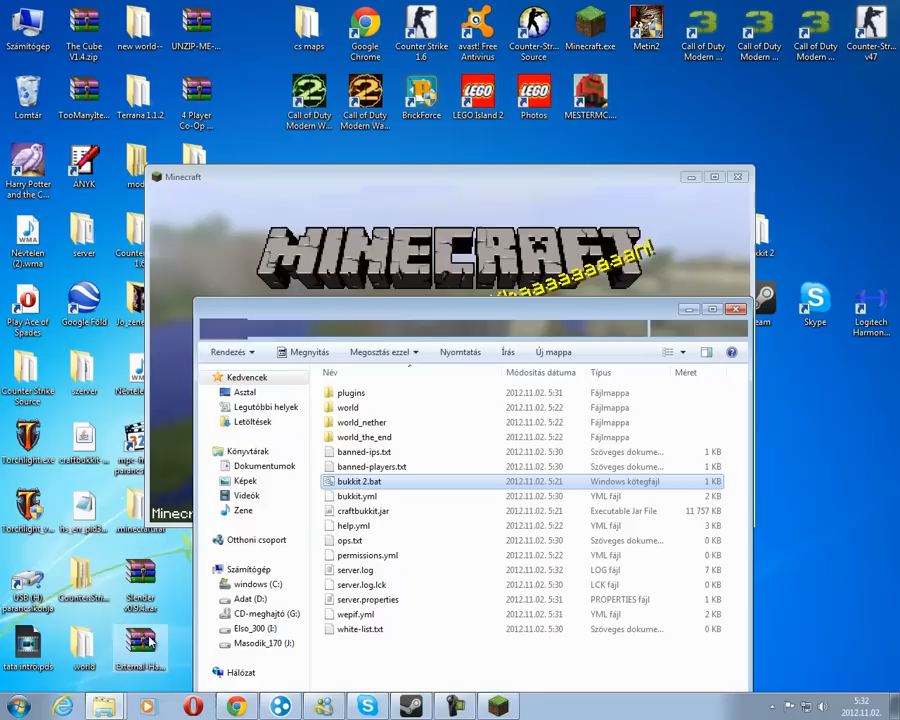 Számítógép
The Cube V1.4.zip
new world--
UNZIP-ME-...
cs maps
Google Chrome
Counter Strike 1.6
avast! Free Antivirus
Counter-Str... Source
Minecraft.exe
Metin2
Call of Duty Modern ...
Call of Duty Modern ...
Call of Duty Modern ...
Counter-Str... v47
Lomtár
TooManyIte...
Terraria 1.1.2
4 Player Co-Op ...
Call of Duty Modern W...
Call of Duty Modern Wa...
BrickForce
LEGO Island 2
Photos
MESTERMC....
Harry Potter and the C...
ANYK
Minecraft
MINECRAFT
Névtelen (2).wma
server
Play Ace of Spades
Google Föld
Skype
Logitech Harmon...
Rendezés
Megnyitás
Megosztás ezzel
Nyomtatás
Írás
Új mappa
Név
Módosítás dátuma
Típus
Méret
Kedvencek
Asztal
Legutóbbi helyek
Letöltések
Könyvtárak
Dokumentumok
Képek
Videók
Zene
Otthoni csoport
Számítógép
windows (C:)
Adat (D:)
CD-meghajtó (G:)
Elso_300 (I:)
Masodik_170 (J:)
Hálózat
plugins 2012.11.02. 5:31 Fájlmappa
world 2012.11.02. 5:22 Fájlmappa
world_nether 2012.11.02. 5:22 Fájlmappa
world_the_end 2012.11.02. 5:22 Fájlmappa
banned-ips.txt 2012.11.02. 5:30 Szöveges dokume... 1 KB
banned-players.txt 2012.11.02. 5:30 Szöveges dokume... 1 KB
bukkit 2.bat 2012.11.02. 5:21 Windows kötegfájl 1 KB
bukkit.yml 2012.11.02. 5:30 YML fájl 2 KB
craftbukkit.jar 2012.11.02. 5:21 Executable Jar File 11 757 KB
help.yml 2012.11.02. 5:22 YML fájl 3 KB
ops.txt 2012.11.02. 5:30 Szöveges dokume... 0 KB
permissions.yml 2012.11.02. 5:22 YML fájl 0 KB
server.log 2012.11.02. 5:32 LOG fájl 7 KB
server.log.lck 2012.11.02. 5:30 LCK fájl 0 KB
server.properties 2012.11.02. 5:31 PROPERTIES fájl 1 KB
wepif.yml 2012.11.02. 5:31 YML fájl 2 KB
white-list.txt 2012.11.02. 5:30 Szöveges dokume... 0 KB
Counter Strike Source
szerver
Torchlight.exe
craftbukkit-...
Torchlight_v...
hs_err_pid3...
minecraft.rar
Minecr
USB (H) parancsikonja
Counter.Stri...
Slender v0.9.4.rar
tata intro.pds
world
External-Ha...
5:32
2012.11.02.